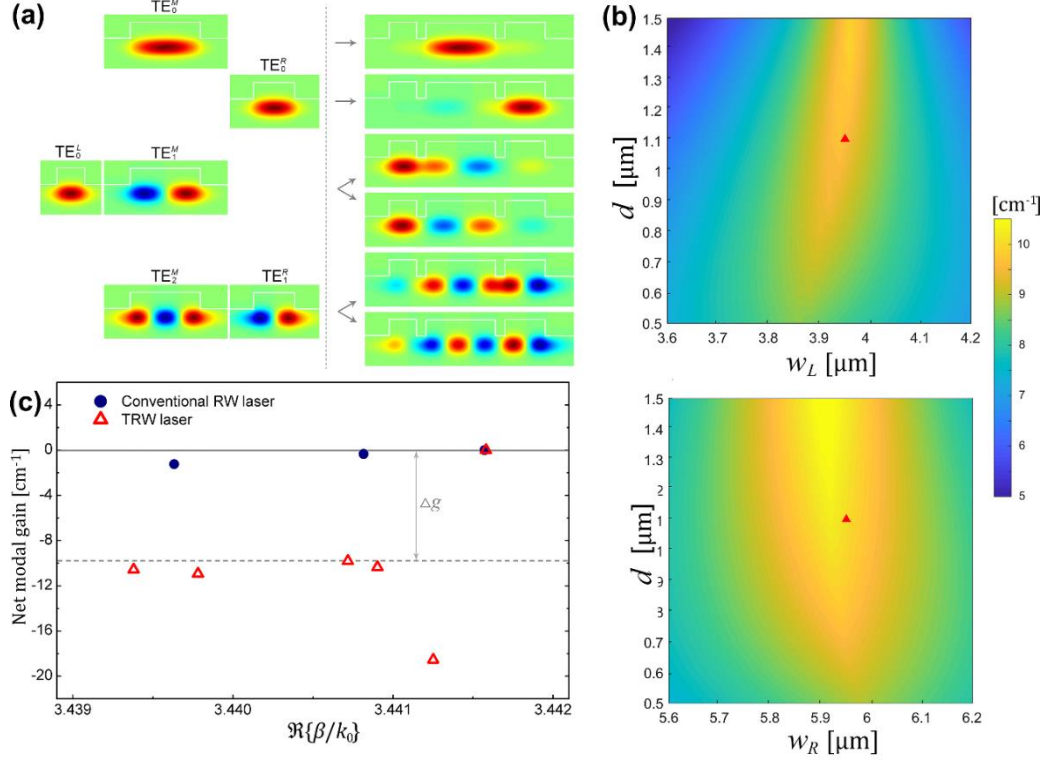 (a)
TE₀ᴹ
TE₀ᴿ
TE₀ᴸ TE₁ᴹ
TE₂ᴹ TE₁ᴿ
(b)
1.5
1.4
1.3
1.2
1.1
1
0.9
0.8
0.7
0.6
0.5
d [μm]
3.6 3.7 3.8 3.9 4 4.1 4.2
w_L [μm]
[cm⁻¹]
10
9
8
7
6
5
1.5
1.4
1.3
1.2
.1
1
.9
.8
0.7
0.6
0.5
d [μm]
5.6 5.7 5.8 5.9 6 6.1 6.2
w_R [μm]
(c)
Conventional RW laser
TRW laser
4
0
-4
-8
-12
-16
-20
Net modal gain [cm⁻¹]
Δg
3.439 3.440 3.441 3.442
ℜ{β/k₀}